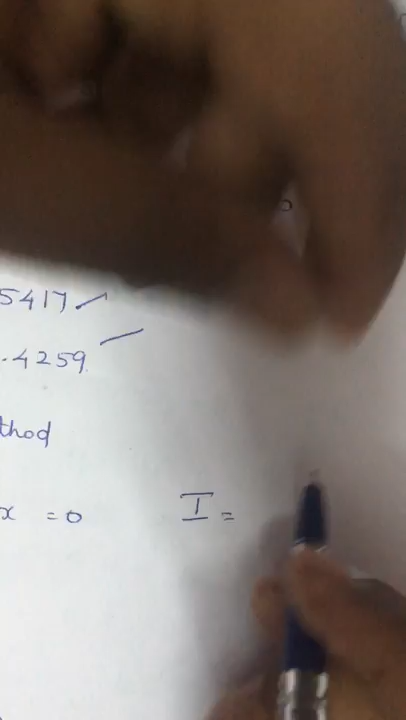 5417
.4259
thod
x = 0 I =